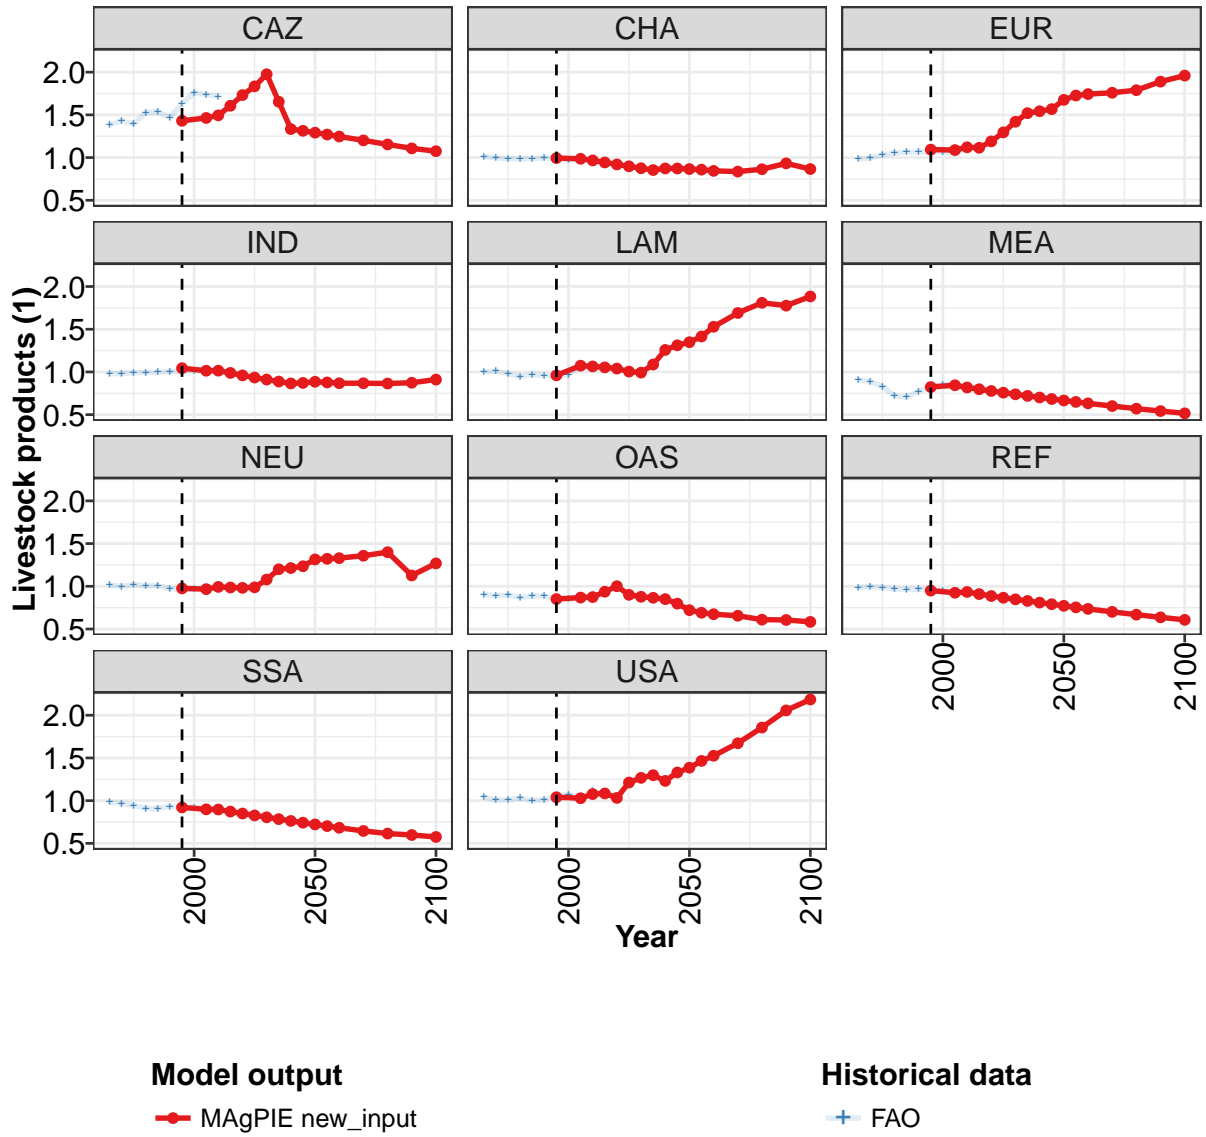 CAZ CHA EUR
2.0
1.5
1.0
0.5
IND LAM MEA
2.0
1.5
1.0
0.5
NEU OAS REF
2.0
1.5
1.0
0.5
2000 2050 2100
SSA USA
2.0
1.5
1.0
0.5
2000 2050 2100 2000 2050 2100
Livestock products (1)
Year
Model output Historical data
MAgPIE new_input FAO